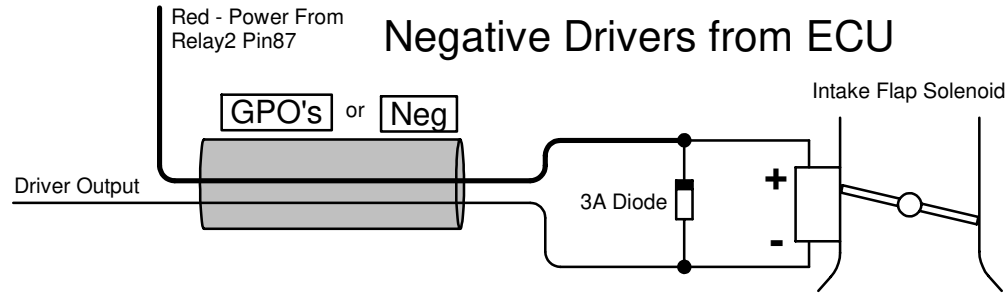 Red - Power From
Relay2 Pin87
Negative Drivers from ECU
Intake Flap Solenoid
GPO's or Neg
Driver Output
3A Diode
+
-